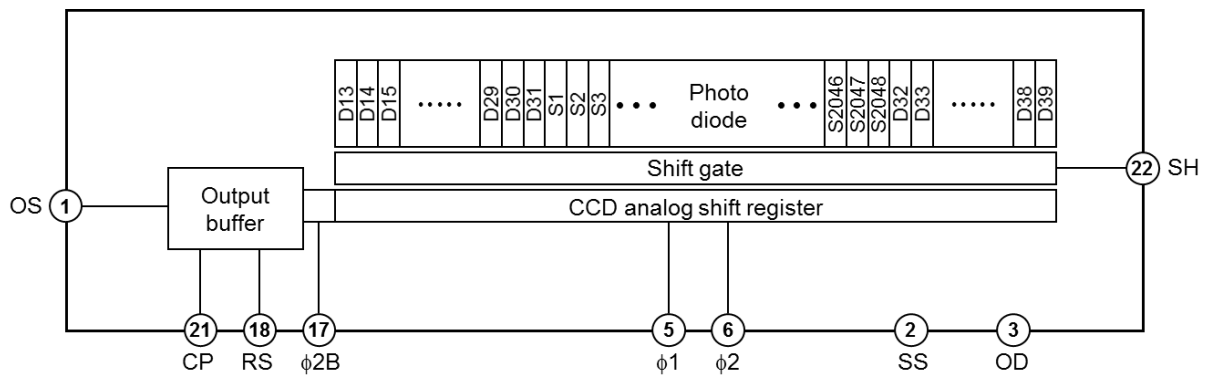 D13 D14 D15 ····· D29 D30 D31 S1 S2 S3 ••• Photo diode ••• S2046 S2047 S2048 D32 D33 ····· D38 D39
Shift gate
22 SH
OS 1
Output
buffer
CCD analog shift register
21 18 17 5 6 2 3
CP RS ϕ2B ϕ1 ϕ2 SS OD